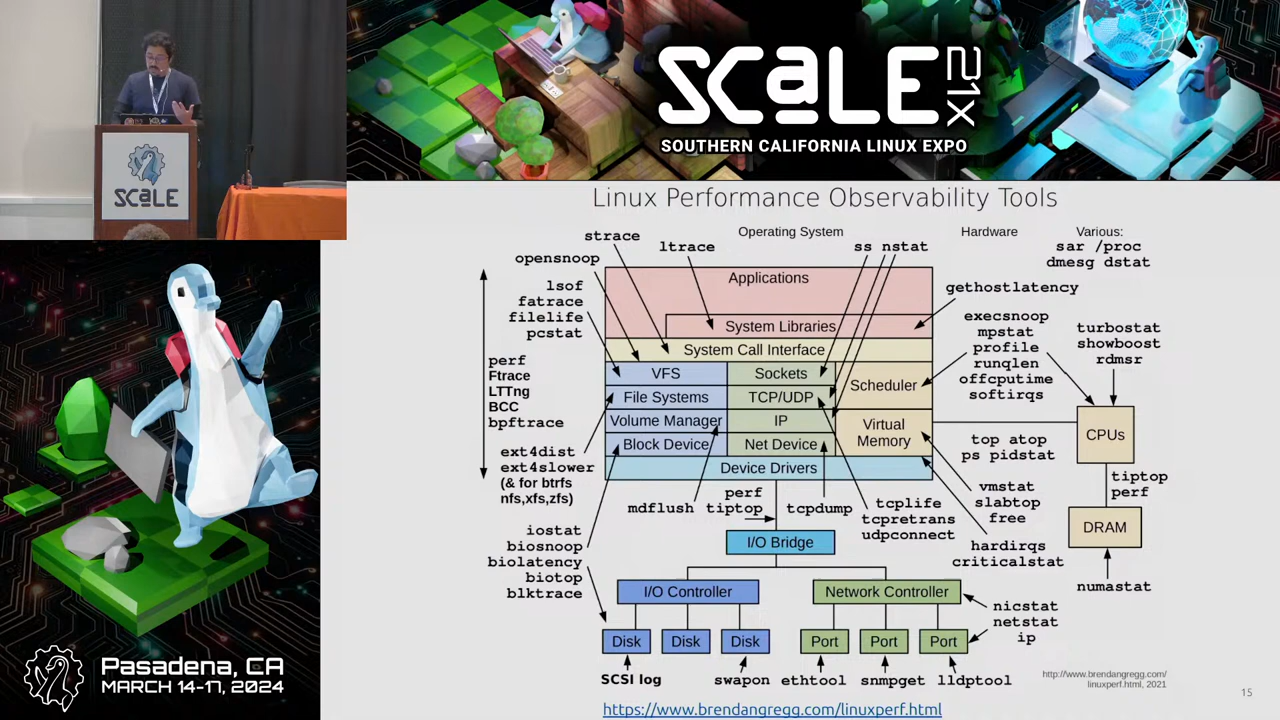 SCALE
SCaLE 21X
SOUTHERN CALIFORNIA LINUX EXPO
Pasadena, CA
MARCH 14-17, 2024
Linux Performance Observability Tools
Operating System
Hardware
Various:
sar /proc
dmesg dstat
strace
ltrace
ss nstat
opensnoop
lsof
fatrace
filelife
pcstat
perf
Ftrace
LTTng
BCC
bpftrace
ext4dist
ext4slower
(& for btrfs
nfs,xfs,zfs)
iostat
biosnoop
biolatency
biotop
blktrace
Applications
System Libraries
System Call Interface
VFS
Sockets
Scheduler
File Systems
TCP/UDP
Volume Manager
IP
Virtual
Memory
Block Device
Net Device
Device Drivers
gethostlatency
execsnoop
mpstat
profile
runqlen
offcputime
softirqs
turbostat
showboost
rdmsr
CPUs
top atop
ps pidstat
tiptop
perf
vmstat
slabtop
free
DRAM
hardirqs
criticalstat
numastat
mdflush
perf
tiptop
tcpdump
tcplife
tcpretrans
udpconnect
I/O Bridge
I/O Controller
Network Controller
nicstat
netstat
ip
Disk
Disk
Disk
Port
Port
Port
SCSI log
swapon
ethtool
snmpget
lldptool
http://www.brendangregg.com/
linuxperf.html, 2021
15
https://www.brendangregg.com/linuxperf.html